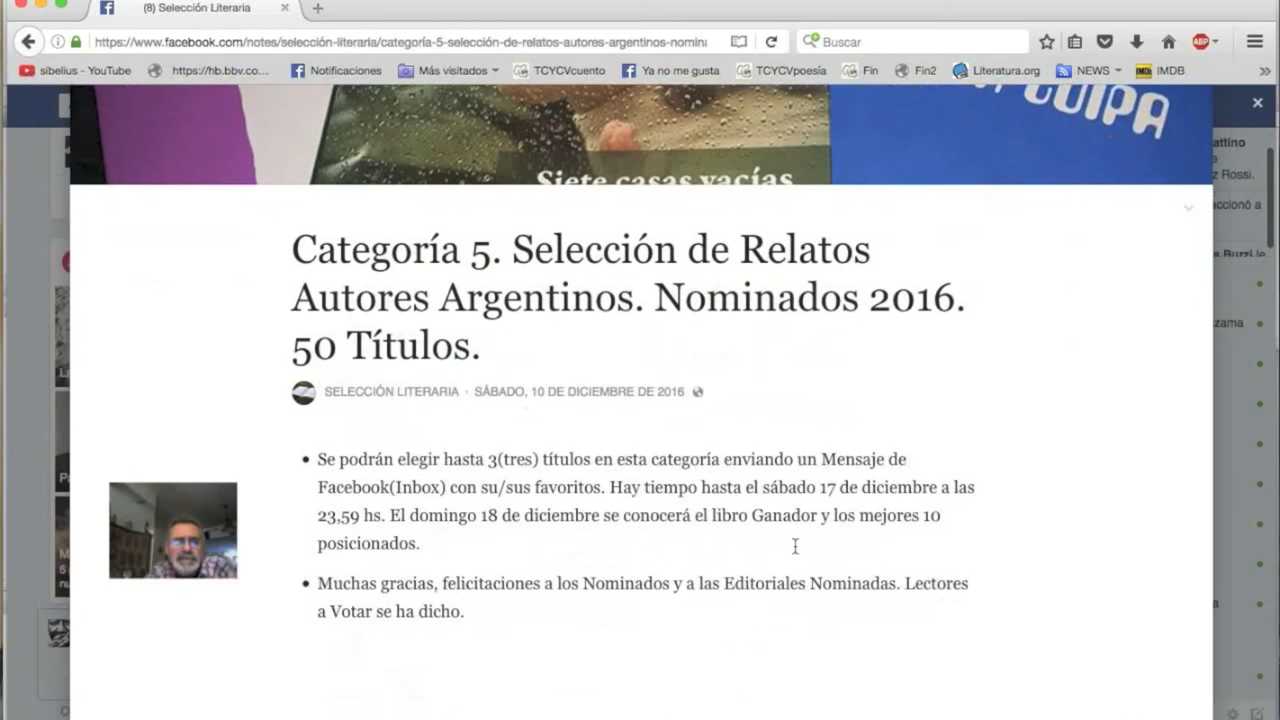 (8) Selección Literaria
https://www.facebook.com/notes/selección-literaria/categoría-5-selección-de-relatos-autores-argentinos-nomin
Buscar
ABP
sibelius - YouTube
https://hb.bbv.co...
Notificaciones
Más visitados
TCYCVcuento
Ya no me gusta
TCYCVpoesía
Fin
Fin2
Literatura.org
NEWS
IMDB
CUIPA
Siete casas vacías
attino
z Rossi.
accionó a
Categoría 5. Selección de Relatos
Autores Argentinos. Nominados 2016.
50 Títulos.
SELECCIÓN LITERARIA · SÁBADO, 10 DE DICIEMBRE DE 2016
zama
Se podrán elegir hasta 3(tres) títulos en esta categoría enviando un Mensaje de
Facebook(Inbox) con su/sus favoritos. Hay tiempo hasta el sábado 17 de diciembre a las
23,59 hs. El domingo 18 de diciembre se conocerá el libro Ganador y los mejores 10
posicionados.
Muchas gracias, felicitaciones a los Nominados y a las Editoriales Nominadas. Lectores
a Votar se ha dicho.